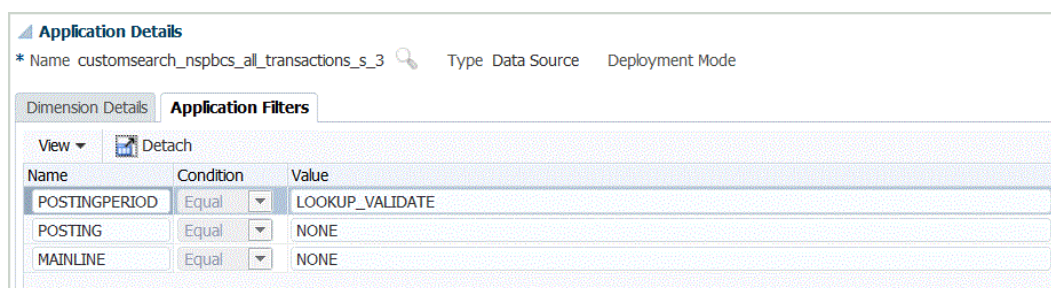 Application Details
* Name customsearch_nspbcs_all_transactions_s_3 Type Data Source Deployment Mode
Dimension Details Application Filters
View Detach
Name Condition Value
POSTINGPERIOD Equal LOOKUP_VALIDATE
POSTING Equal NONE
MAINLINE Equal NONE